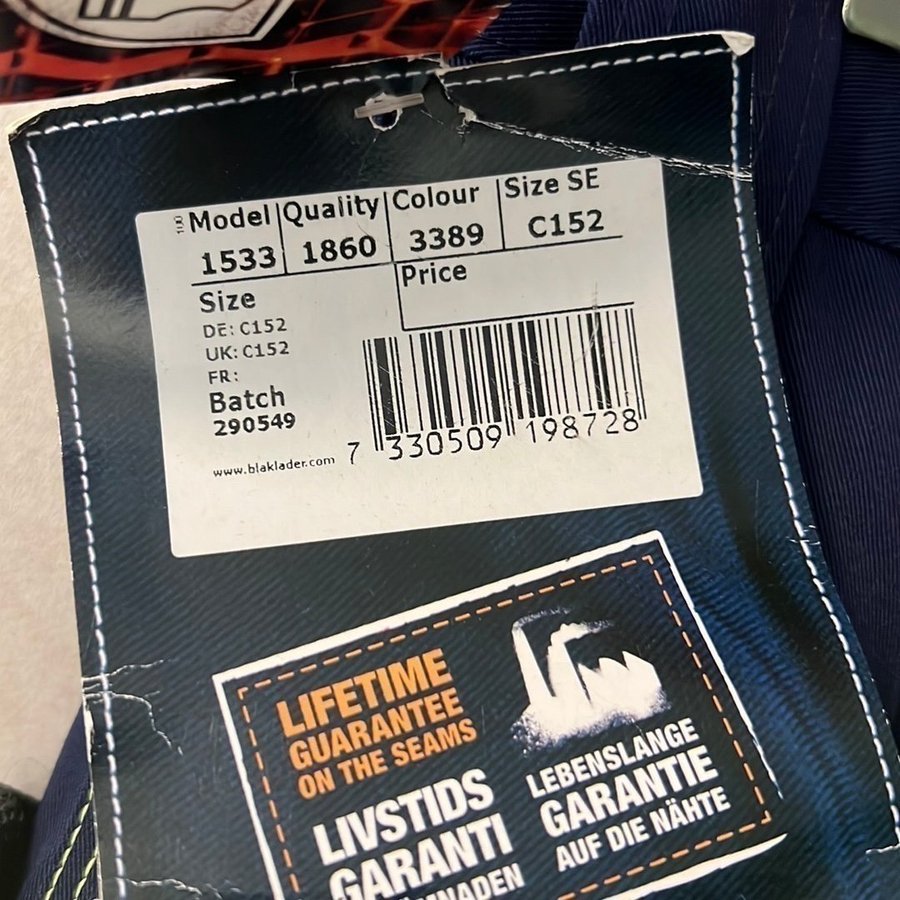 Model Quality Colour Size SE
1533 1860 3389 C152
Size Price
DE: C152
UK: C152
FR:
Batch
290549
7 330509 198728
www.blaklader.com
LIFETIME
GUARANTEE
ON THE SEAMS
LIVSTIDS
GARANTI
LEBENSLANGE
GARANTIE
AUF DIE NÄHTE